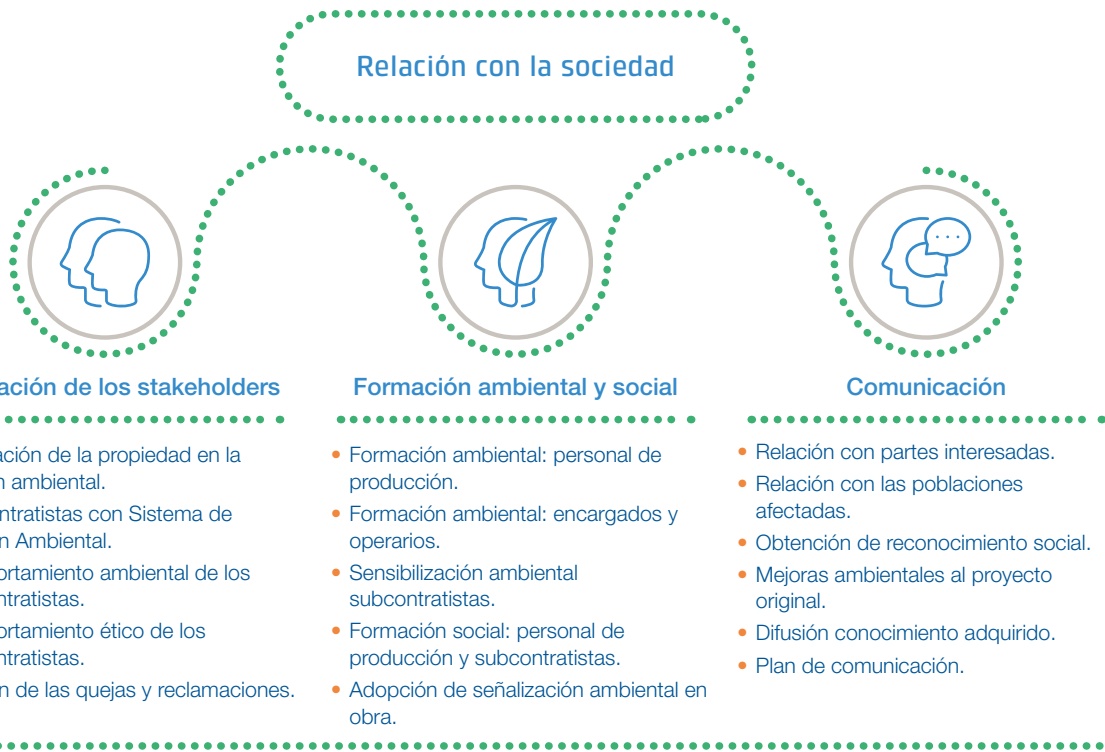 Relación con la sociedad
ación de los stakeholders
ación de la propiedad en la
n ambiental.
ntratistas con Sistema de
n Ambiental.
ortamiento ambiental de los
ntratistas.
ortamiento ético de los
ntratistas.
n de las quejas y reclamaciones.
Formación ambiental y social
• Formación ambiental: personal de
producción.
• Formación ambiental: encargados y
operarios.
• Sensibilización ambiental
subcontratistas.
• Formación social: personal de
producción y subcontratistas.
• Adopción de señalización ambiental en
obra.
Comunicación
• Relación con partes interesadas.
• Relación con las poblaciones
afectadas.
• Obtención de reconocimiento social.
• Mejoras ambientales al proyecto
original.
• Difusión conocimiento adquirido.
• Plan de comunicación.